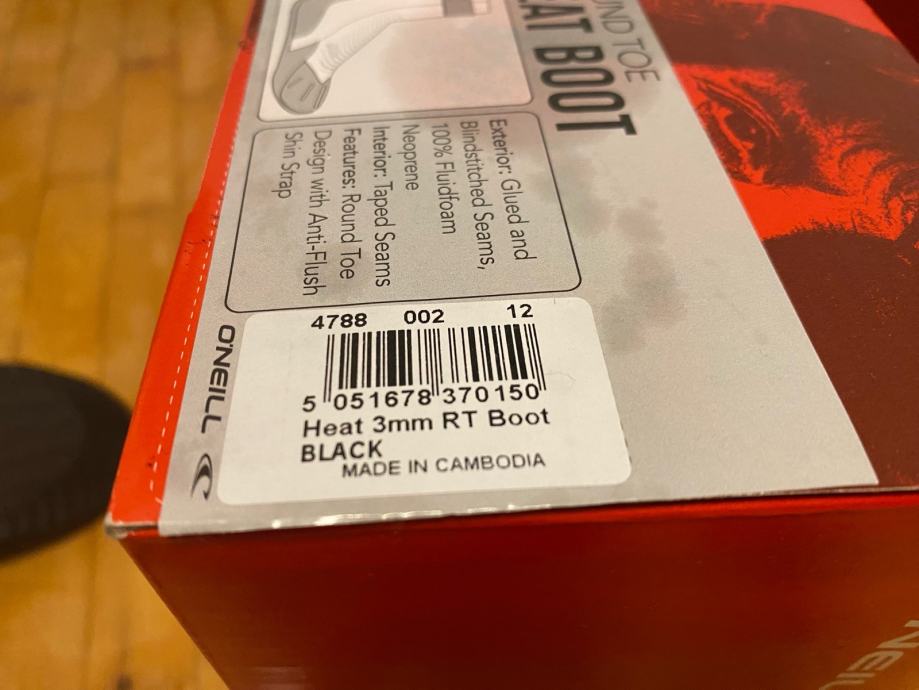 UND TOE
EAT BOOT
Exterior: Glued and
Blindstitched Seams,
100% Fluidfoam
Neoprene
Interior: Taped Seams
Features: Round Toe
Design with Anti-Flush
Shin Strap
O'NEILL
4788 002 12
5 051678 370150
Heat 3mm RT Boot
BLACK
MADE IN CAMBODIA
NEIL